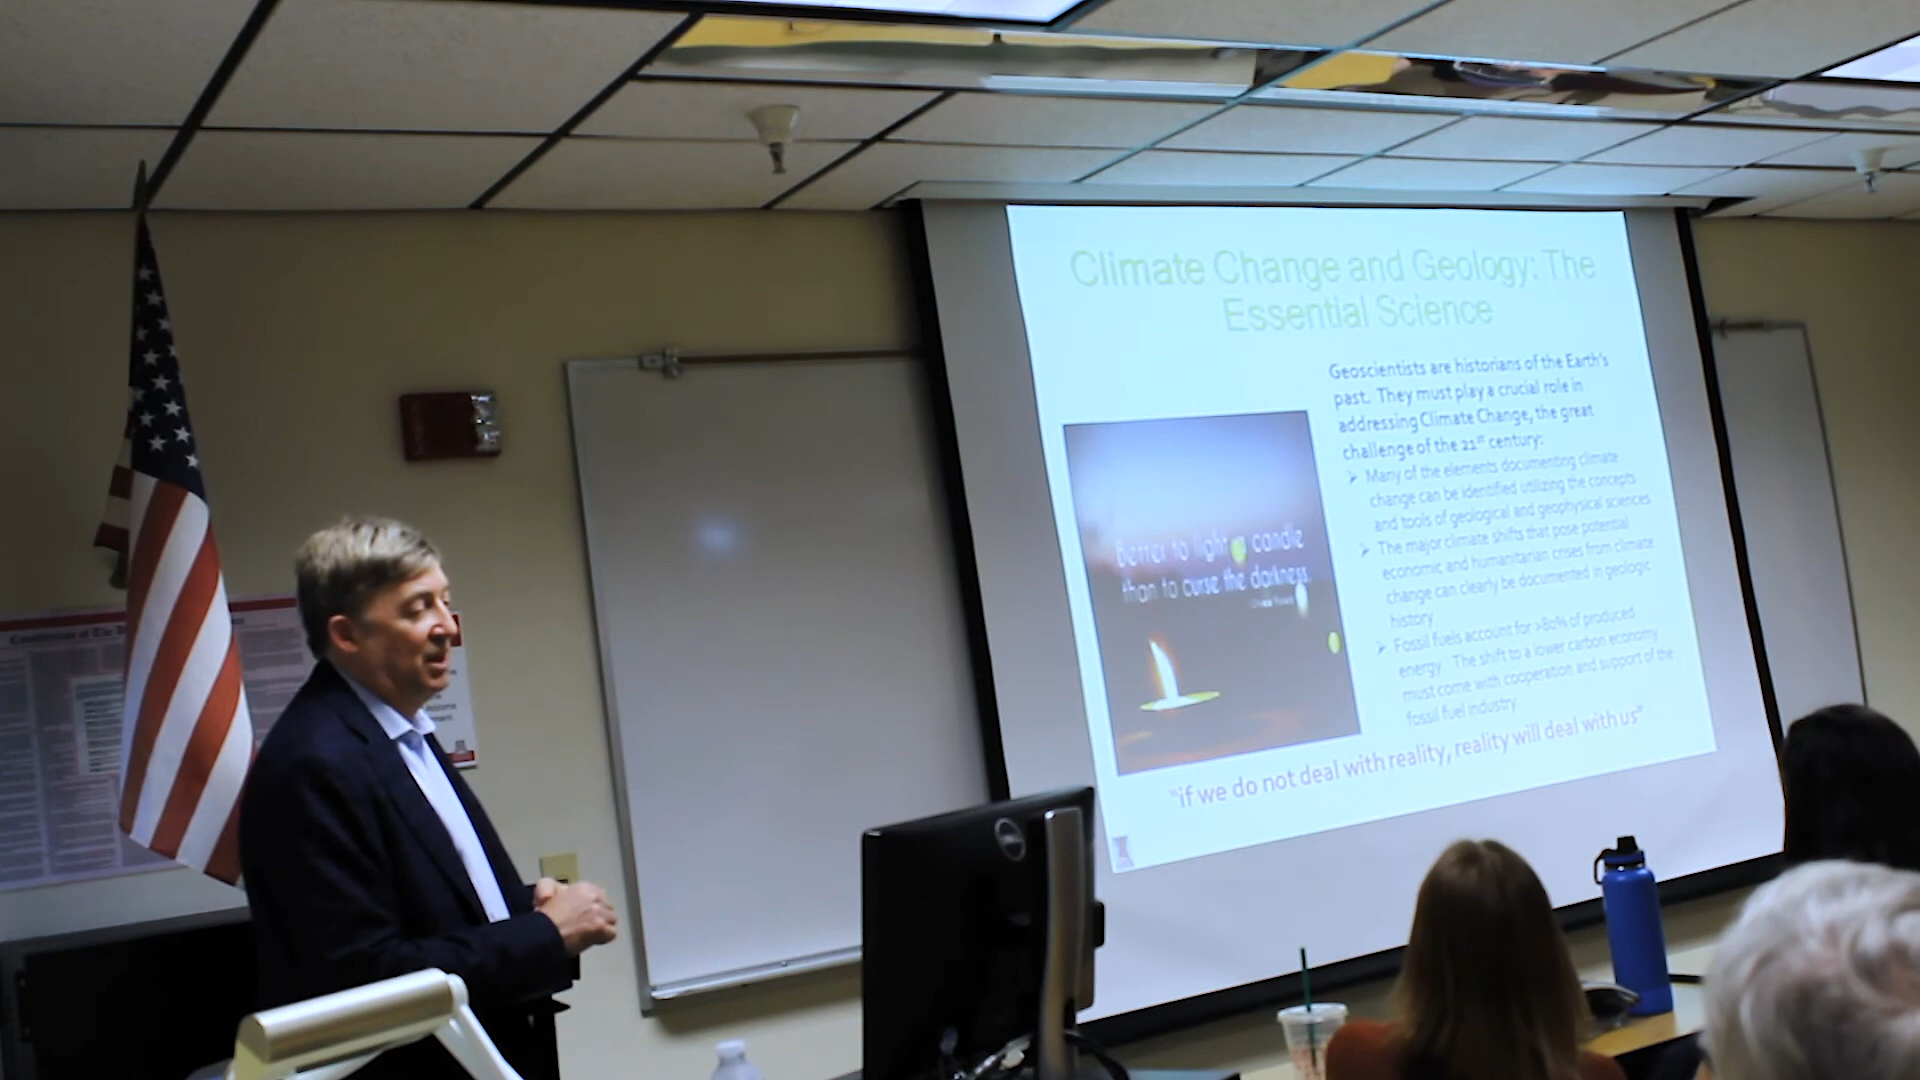 Climate Change and Geology: The
Essential Science
Geoscientists are historians of the Earth's
past. They must play a crucial role in
addressing Climate Change, the great
challenge of the 21st century:
Many of the elements documenting climate
change can be identified utilizing the concepts
and tools of geological and geophysical sciences
The major climate shifts that pose potential
economic and humanitarian crises from climate
change can clearly be documented in geologic
history
Fossil fuels account for >80% of produced
energy. The shift to a lower carbon economy
must come with cooperation and support of the
fossil fuel industry
better to light a candle
than to curse the darkness.
"if we do not deal with reality, reality will deal with us"
Constitution of The